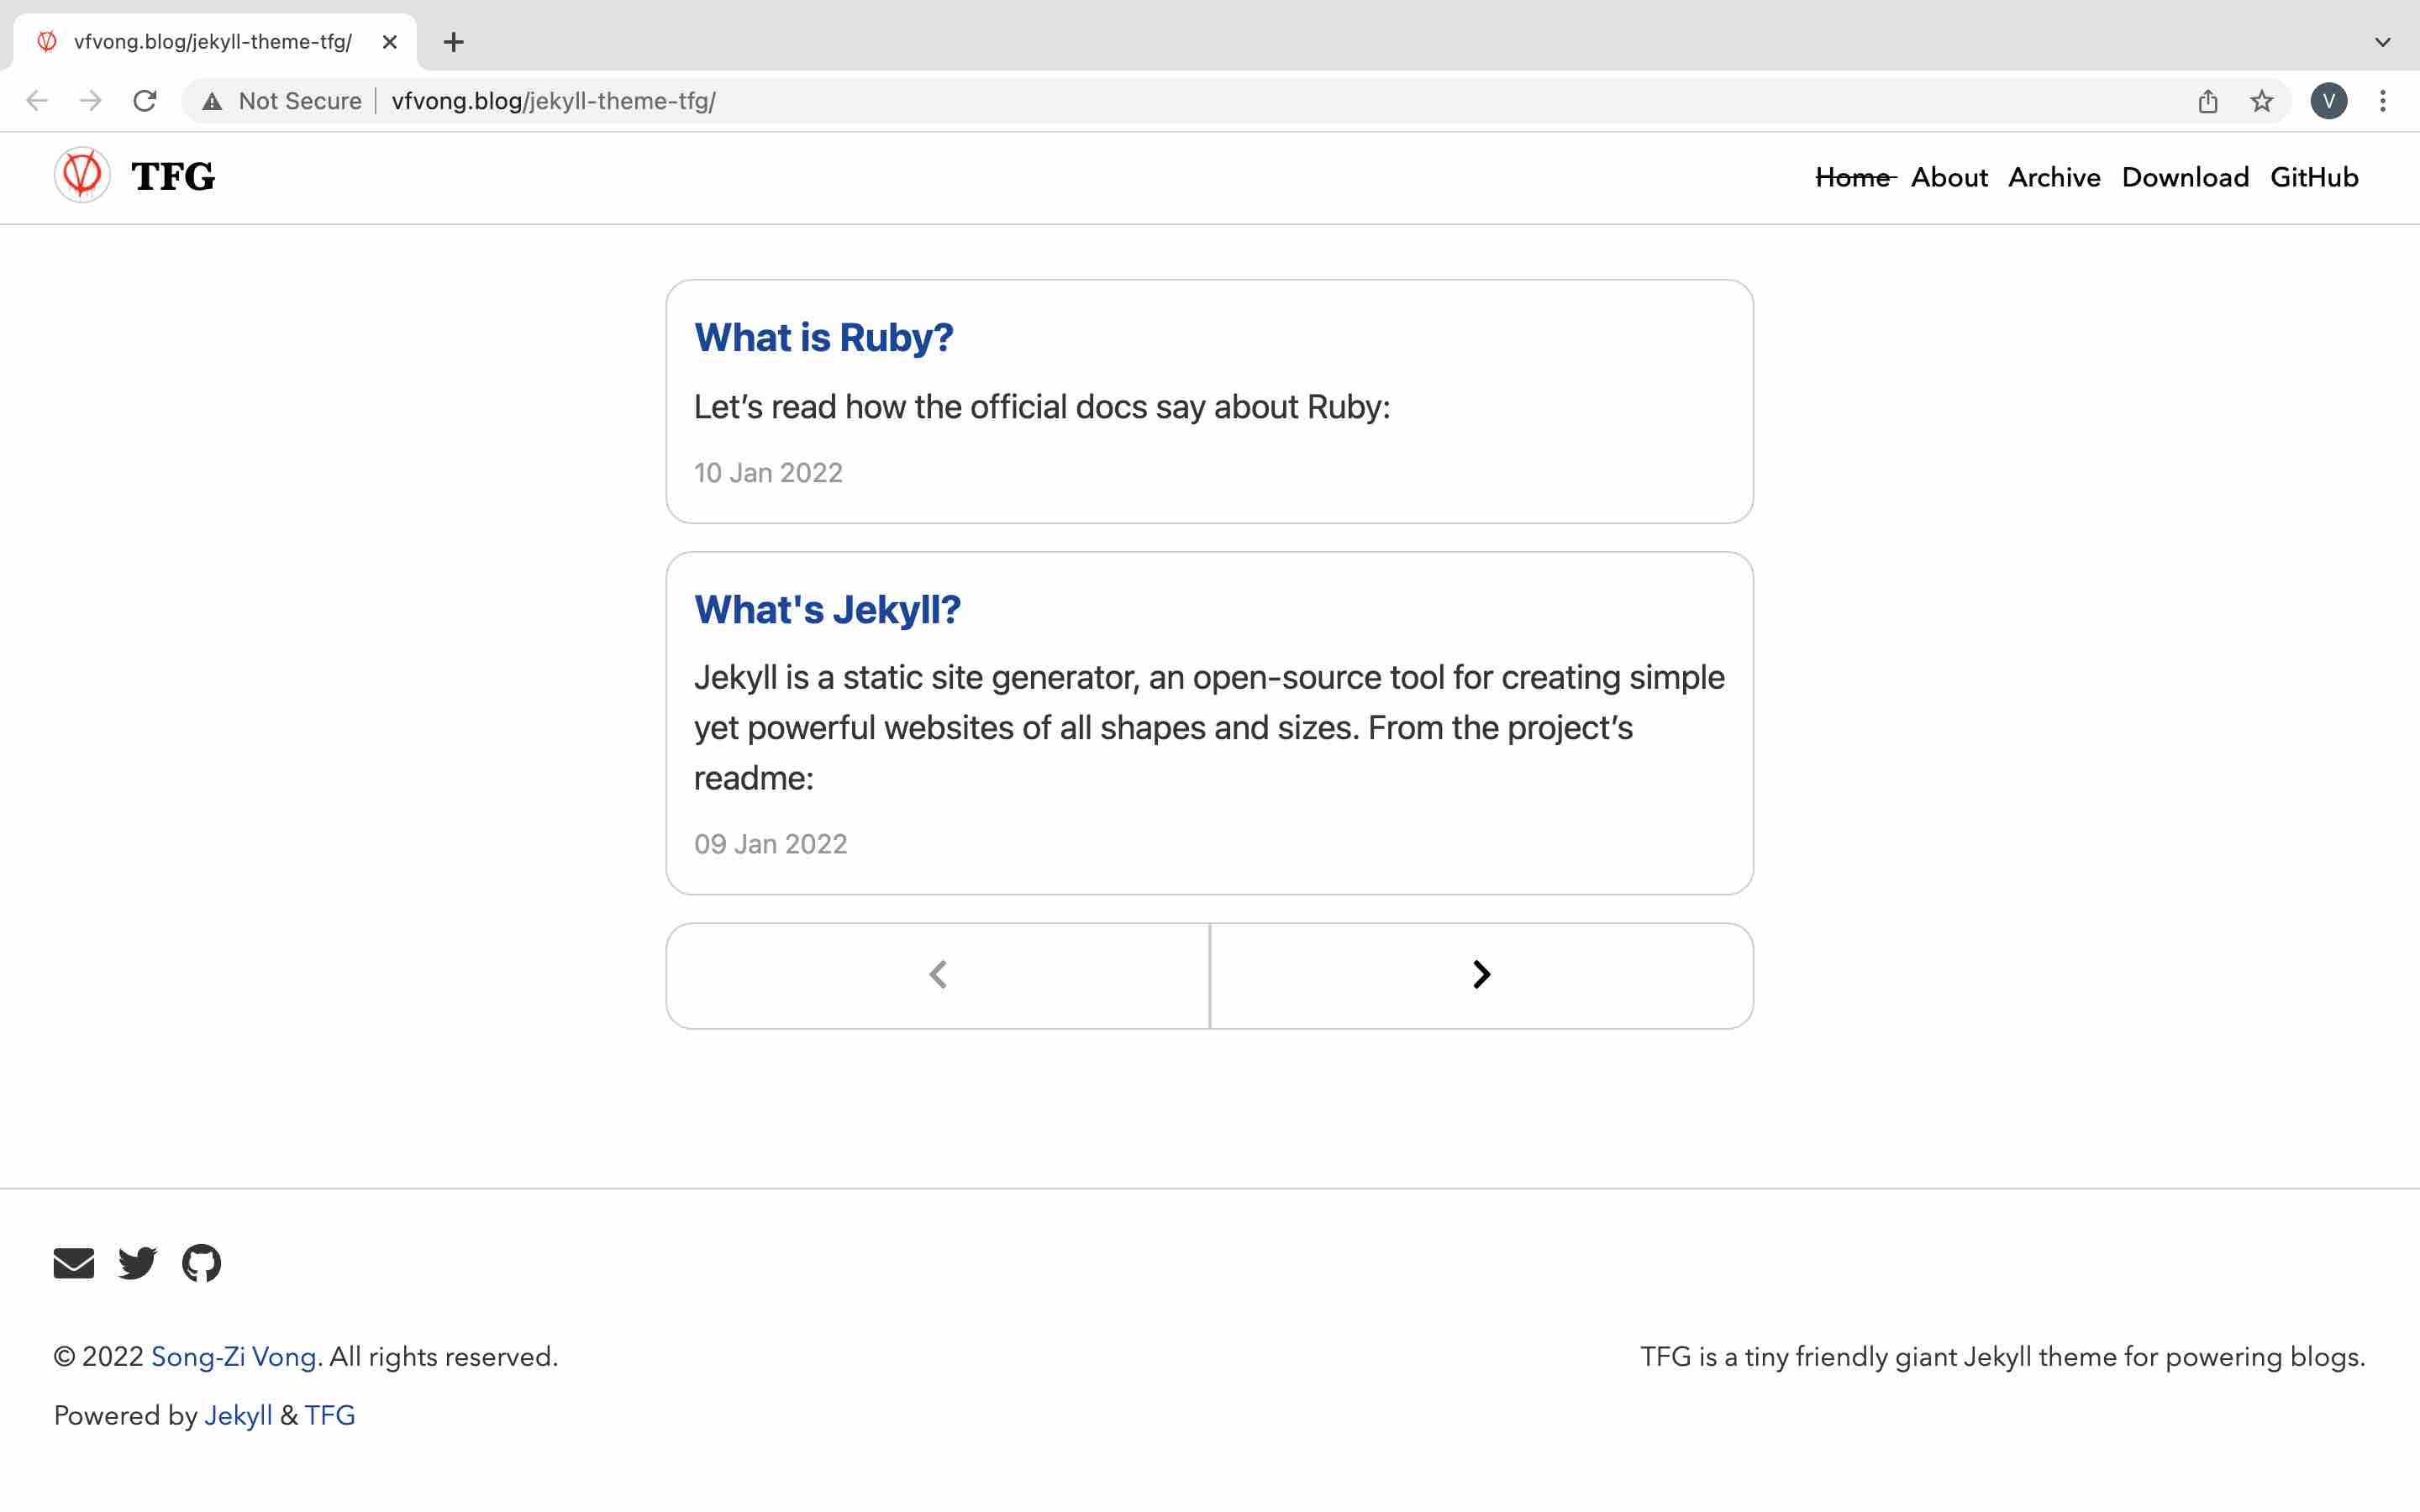 vfvong.blog/jekyll-theme-tfg/
Not Secure vfvong.blog/jekyll-theme-tfg/ V
TFG Home About Archive Download GitHub
What is Ruby?
Let’s read how the official docs say about Ruby:
10 Jan 2022
What's Jekyll?
Jekyll is a static site generator, an open-source tool for creating simple
yet powerful websites of all shapes and sizes. From the project’s
readme:
09 Jan 2022
© 2022 Song-Zi Vong. All rights reserved. TFG is a tiny friendly giant Jekyll theme for powering blogs.
Powered by Jekyll & TFG